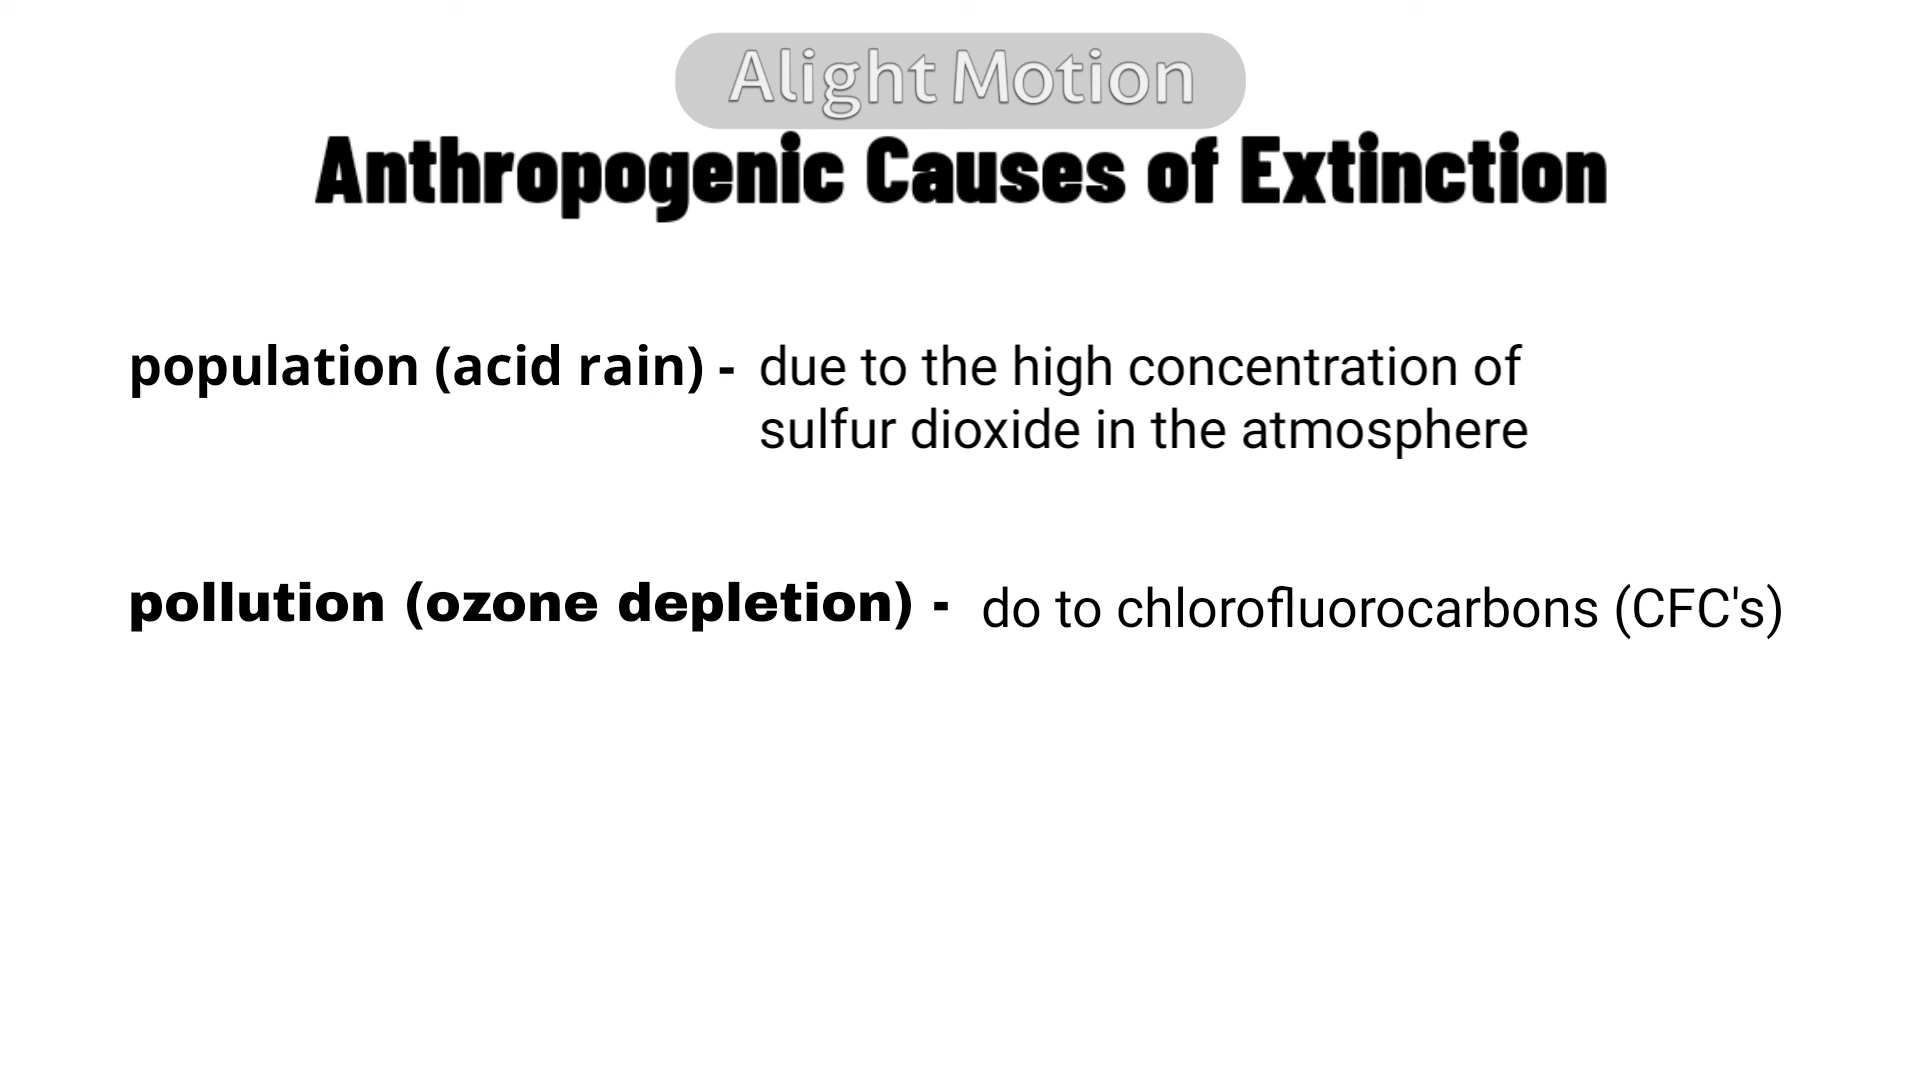 Alight Motion
Anthropogenic Causes of Extinction
population (acid rain) - due to the high concentration of
sulfur dioxide in the atmosphere
pollution (ozone depletion) - do to chlorofluorocarbons (CFC's)